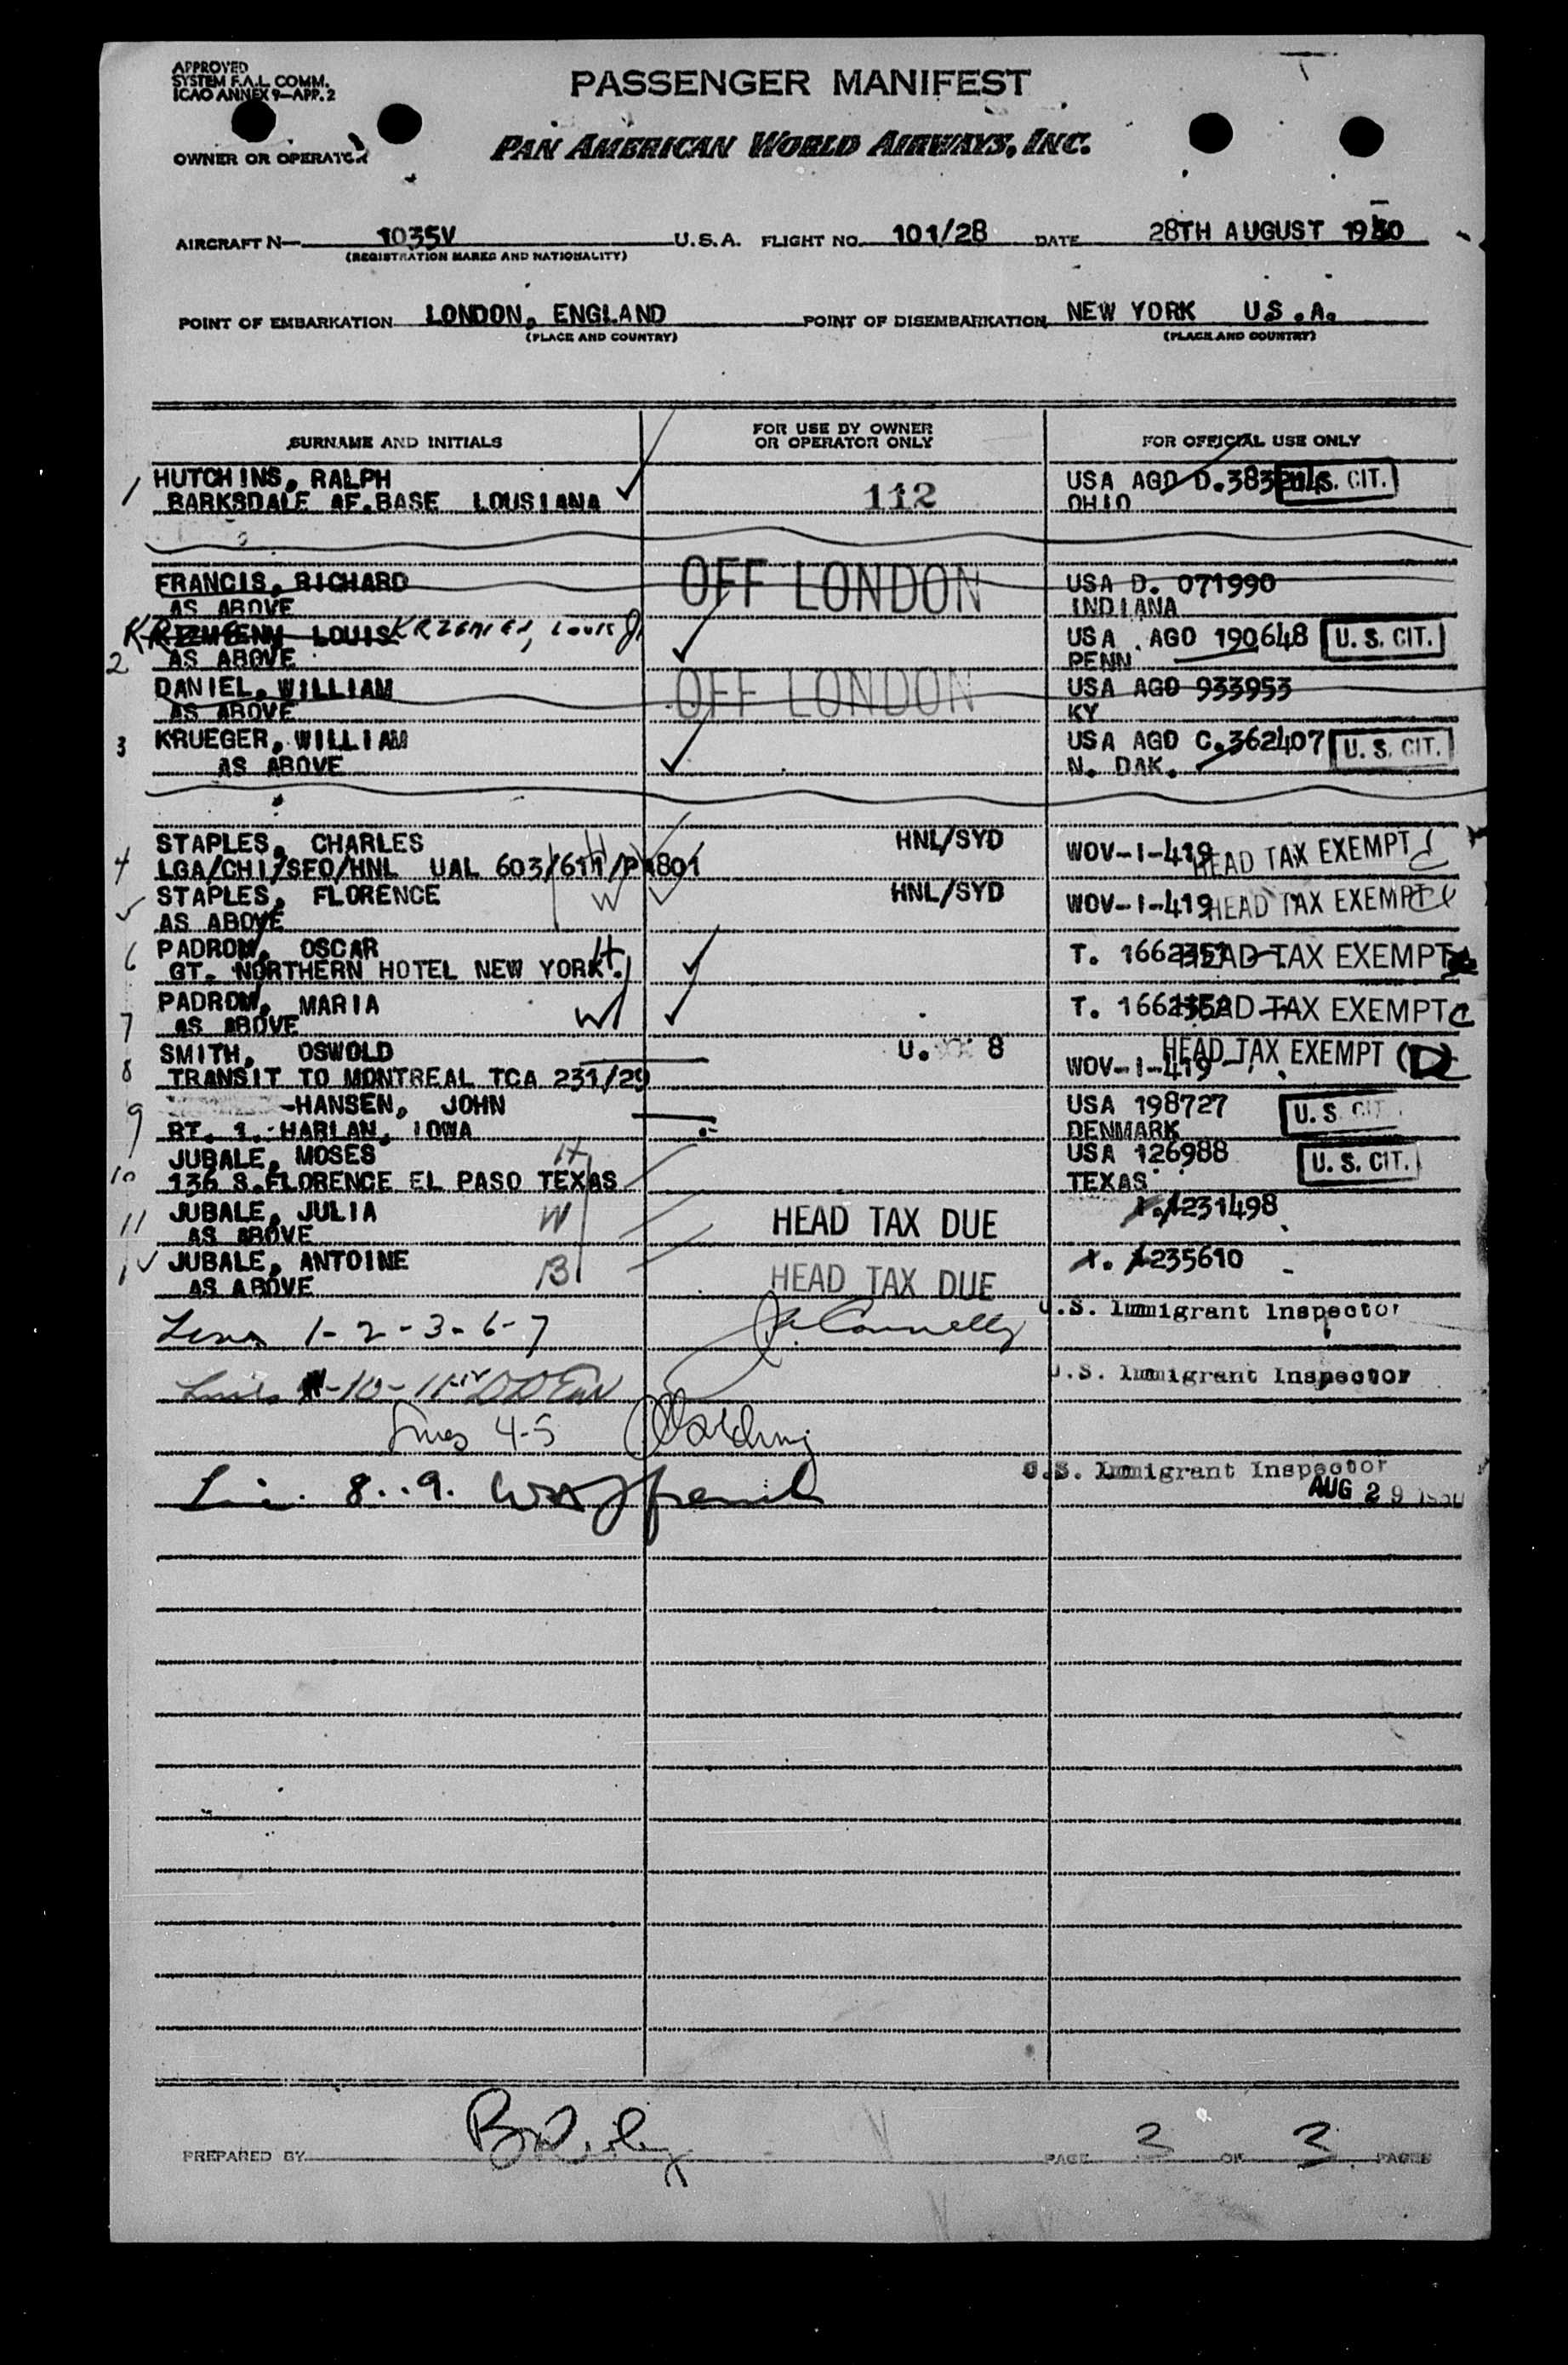 APPROVED
SYSTEM F.A.L. COMM.
ICAO ANNEX 9—APP. 2
PASSENGER MANIFEST
OWNER OR OPERATOR
PAN AMERICAN WORLD AIRWAYS, INC.
AIRCRAFT N— 1035V U.S.A. FLIGHT NO. 101/28 DATE 28TH AUGUST 1950
(REGISTRATION MARKS AND NATIONALITY)
POINT OF EMBARKATION LONDON, ENGLAND POINT OF DISEMBARKATION NEW YORK U.S.A.
(PLACE AND COUNTRY) (PLACE AND COUNTRY)
SURNAME AND INITIALS FOR USE BY OWNER OR OPERATOR ONLY FOR OFFICIAL USE ONLY
1 HUTCHINS, RALPH 112 USA AGO U.S. CIT.
BARKSDALE AF.BASE LOUSIANA OHIO
FRANCIS, RICHARD OFF LONDON USA D. 071990
AS ABOVE INDIANA
LOUIS KRZEMIEN, LOUIS J. USA . AGO 190648 U. S. CIT.
2 AS ABOVE PENN.
DANIEL, WILLIAM OFF LONDON USA AGO 933953
AS ABOVE KY
3 KRUEGER, WILLIAM USA AGO C.362407 U. S. CIT.
AS ABOVE N. DAK.
STAPLES, CHARLES H HNL/SYD WOV-1-419 HEAD TAX EXEMPT
4 LGA/CHI/SFO/HNL UAL 603/611/PA801
STAPLES, FLORENCE W HNL/SYD WOV-1-419 HEAD TAX EXEMPT
AS ABOVE
6 PADRON, OSCAR H T. HEAD TAX EXEMPT
GT. NORTHERN HOTEL NEW YORK.
PADRON, MARIA W T. HEAD TAX EXEMPT C
7 AS ABOVE
SMITH, OSWOLD U. 8 HEAD TAX EXEMPT (D)
8 TRANSIT TO MONTREAL TCA 231/29 WOV-1-419
9 -HANSEN, JOHN USA 198727 U. S. CIT.
RT. 1. HARLAN, IOWA DENMARK
JUBALE, MOSES H USA 126988 U. S. CIT.
10 136 S.FLORENCE EL PASO TEXAS TEXAS
11 JUBALE, JULIA W HEAD TAX DUE 231498
AS ABOVE
JUBALE, ANTOINE B HEAD TAX DUE 235610
AS ABOVE
Lines 1-2-3-6-7 U.S. Immigrant Inspector
Lines 10-11 U.S. Immigrant Inspector
Lines 4-5
8..9. U.S. Immigrant Inspector
AUG 29 1950
PREPARED BY PAGE 3 OF 3 PAGES